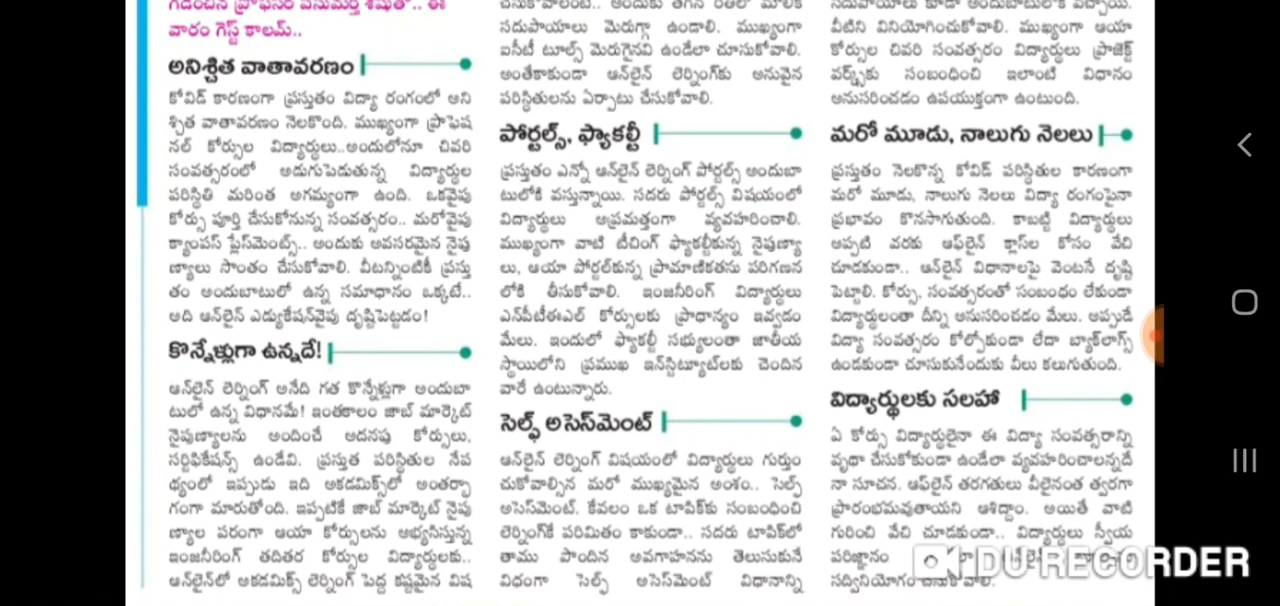 వారం గెస్ట్ కాలమ్..
అనిశ్చిత వాతావరణం
కోవిడ్ కారణంగా ప్రస్తుతం విద్యా రంగంలో అని
శ్చిత వాతావరణం నెలకొంది. ముఖ్యంగా ప్రొఫెష
నల్ కోర్సుల విద్యార్థులు..అందులోనూ చివరి
సంవత్సరంలో అడుగుపెడుతున్న విద్యార్థుల
పరిస్థితి మరింత అగమ్యంగా ఉంది. ఒకవైపు
కోర్సు పూర్తి చేసుకోనున్న సంవత్సరం.. మరోవైపు
క్యాంపస్ ప్లేస్‌మెంట్స్.. అందుకు అవసరమైన నైపు
ణ్యాలు సొంతం చేసుకోవాలి. వీటన్నింటికీ ప్రస్తు
తం అందుబాటులో ఉన్న సమాధానం ఒక్కటే..
అది ఆన్‌లైన్ ఎడ్యుకేషన్‌వైపు దృష్టిపెట్టడం!
కొన్నేళ్లుగా ఉన్నదే!
ఆన్‌లైన్ లెర్నింగ్ అనేది గత కొన్నేళ్లుగా అందుబా
టులో ఉన్న విధానమే! ఇంతకాలం జాబ్ మార్కెట్
నైపుణ్యాలను అందించే అదనపు కోర్సులు,
సర్టిఫికేషన్స్ ఉండేవి. ప్రస్తుత పరిస్థితుల నేప
థ్యంలో ఇప్పుడు ఇది అకడమిక్స్‌లో అంతర్భా
గంగా మారుతోంది. ఇప్పటికే జాబ్ మార్కెట్ నైపు
ణ్యాల పరంగా ఆయా కోర్సులను అభ్యసిస్తున్న
ఇంజనీరింగ్ తదితర కోర్సుల విద్యార్థులకు..
ఆన్‌లైన్‌లో అకడమిక్స్ లెర్నింగ్ పెద్ద కష్టమైన విష
చేసుకోవాలంటే.. అందుకు తగిన రీతిలో మౌలిక
సదుపాయాలు మెరుగ్గా ఉండాలి. ముఖ్యంగా
ఐసీటీ టూల్స్ మెరుగైనవి ఉండేలా చూసుకోవాలి.
అంతేకాకుండా ఆన్‌లైన్ లెర్నింగ్‌కు అనువైన
పరిస్థితులను ఏర్పాటు చేసుకోవాలి.
పోర్టల్స్, ఫ్యాకల్టీ
ప్రస్తుతం ఎన్నో ఆన్‌లైన్ లెర్నింగ్ పోర్టల్స్ అందుబా
టులోకి వస్తున్నాయి. సదరు పోర్టల్స్ విషయంలో
విద్యార్థులు అప్రమత్తంగా వ్యవహరించాలి.
ముఖ్యంగా వాటి టీచింగ్ ఫ్యాకల్టీకున్న నైపుణ్యా
లు, ఆయా పోర్టల్‌కున్న ప్రామాణికతను పరిగణన
లోకి తీసుకోవాలి. ఇంజనీరింగ్ విద్యార్థులు
ఎన్‌పీటీఈఎల్ కోర్సులకు ప్రాధాన్యం ఇవ్వడం
మేలు. ఇందులో ఫ్యాకల్టీ సభ్యులంతా జాతీయ
స్థాయిలోని ప్రముఖ ఇన్‌స్టిట్యూట్‌లకు చెందిన
వారే ఉంటున్నారు.
సెల్ఫ్ అసెస్‌మెంట్
ఆన్‌లైన్ లెర్నింగ్ విషయంలో విద్యార్థులు గుర్తుం
చుకోవాల్సిన మరో ముఖ్యమైన అంశం.. సెల్ఫ్
అసెస్‌మెంట్. కేవలం ఒక టాపిక్‌కు సంబంధించి
లెర్నింగ్‌కే పరిమితం కాకుండా.. సదరు టాపిక్‌లో
తాము పొందిన అవగాహనను తెలుసుకునే
విధంగా సెల్ఫ్ అసెస్‌మెంట్ విధానాన్ని
సదుపాయాలు కూడా అందుబాటులోకి వచ్చాయి.
వీటిని వినియోగించుకోవాలి. ముఖ్యంగా ఆయా
కోర్సుల చివరి సంవత్సరం విద్యార్థులు ప్రాజెక్ట్
వర్క్స్‌కు సంబంధించి ఇలాంటి విధానం
అనుసరించడం ఉపయుక్తంగా ఉంటుంది.
మరో మూడు, నాలుగు నెలలు
ప్రస్తుతం నెలకొన్న కోవిడ్ పరిస్థితుల కారణంగా
మరో మూడు, నాలుగు నెలలు విద్యా రంగంపైనా
ప్రభావం కొనసాగుతుంది. కాబట్టి విద్యార్థులు
అప్పటి వరకు ఆఫ్‌లైన్ క్లాస్‌ల కోసం వేచి
చూడకుండా.. ఆన్‌లైన్ విధానాలపై వెంటనే దృష్టి
పెట్టాలి. కోర్సు, సంవత్సరంతో సంబంధం లేకుండా
విద్యార్థులంతా దీన్ని అనుసరించడం మేలు. అప్పుడే
విద్యా సంవత్సరం కోల్పోకుండా లేదా బ్యాక్‌లాగ్స్
ఉండకుండా చూసుకునేందుకు వీలు కలుగుతుంది.
విద్యార్థులకు సలహా
ఏ కోర్సు విద్యార్థులైనా ఈ విద్యా సంవత్సరాన్ని
వృథా చేసుకోకుండా ఉండేలా వ్యవహరించాలన్నదే
నా సూచన. ఆఫ్‌లైన్ తరగతులు వీలైనంత త్వరగా
ప్రారంభమవుతాయని ఆశిద్దాం. అయితే వాటి
గురించి వేచి చూడకుండా.. విద్యార్థులు స్వీయ
పరిజ్ఞానం
సద్వినియోగం చేసుకోవాలి.
DU RECORDER